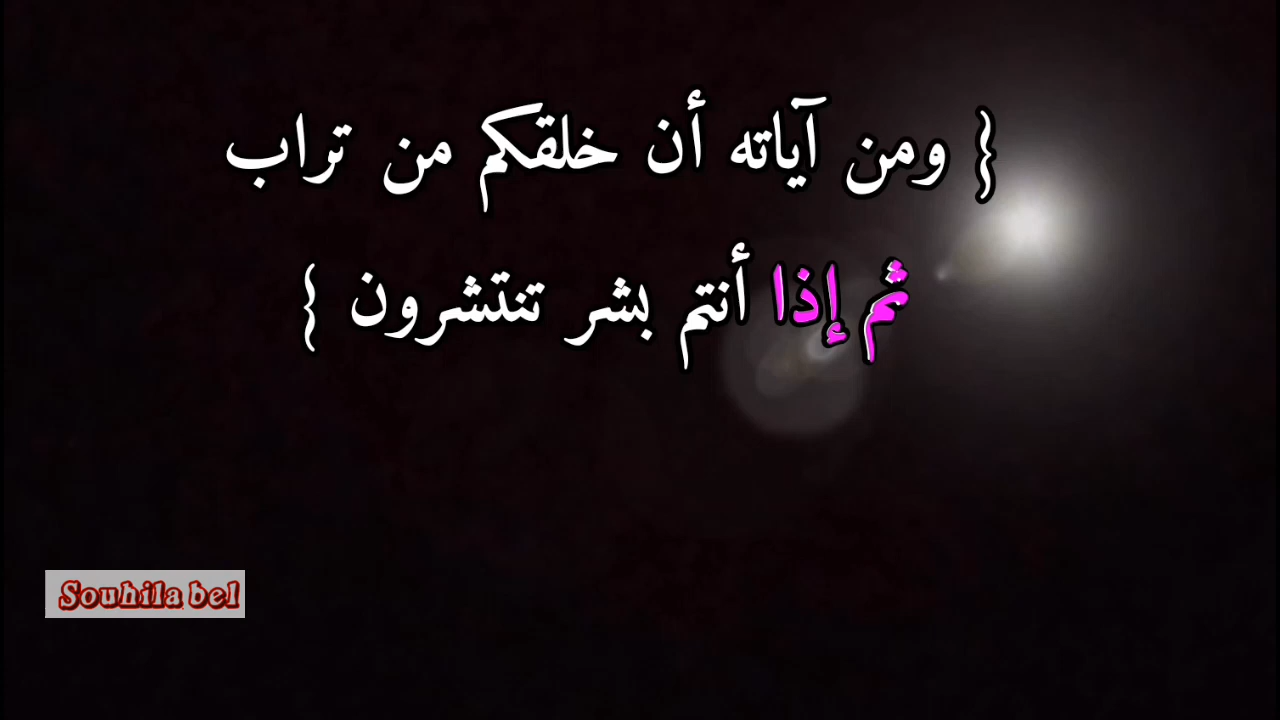 { ومن آياته أن خلقكم من تراب
ثم إذا أنتم بشر تنتشرون }
Souhila bel